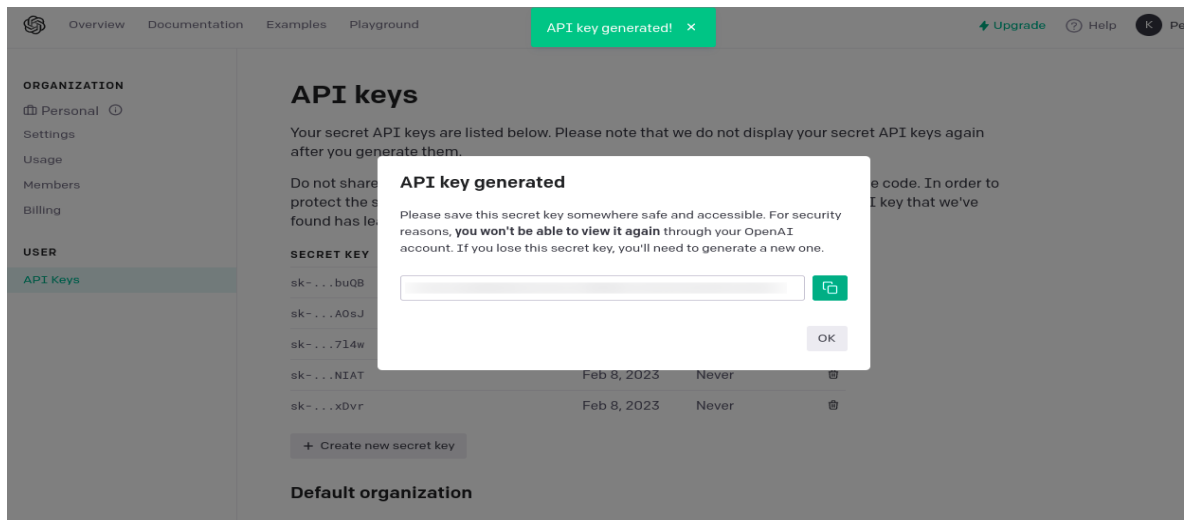 Overview Documentation Examples Playground API key generated! × Upgrade ? Help K Pe
ORGANIZATION
Personal
Settings
Usage
Members
Billing
USER
API Keys
API keys
Your secret API keys are listed below. Please note that we do not display your secret API keys again
after you generate them.
Do not share e code. In order to
protect the s I key that we've
found has le
SECRET KEY
sk-...buQB
sk-...AOsJ
sk-...7l4w
sk-...NIAT Feb 8, 2023 Never
sk-...xDvr Feb 8, 2023 Never
+ Create new secret key
Default organization
API key generated
Please save this secret key somewhere safe and accessible. For security
reasons, you won't be able to view it again through your OpenAI
account. If you lose this secret key, you'll need to generate a new one.
OK